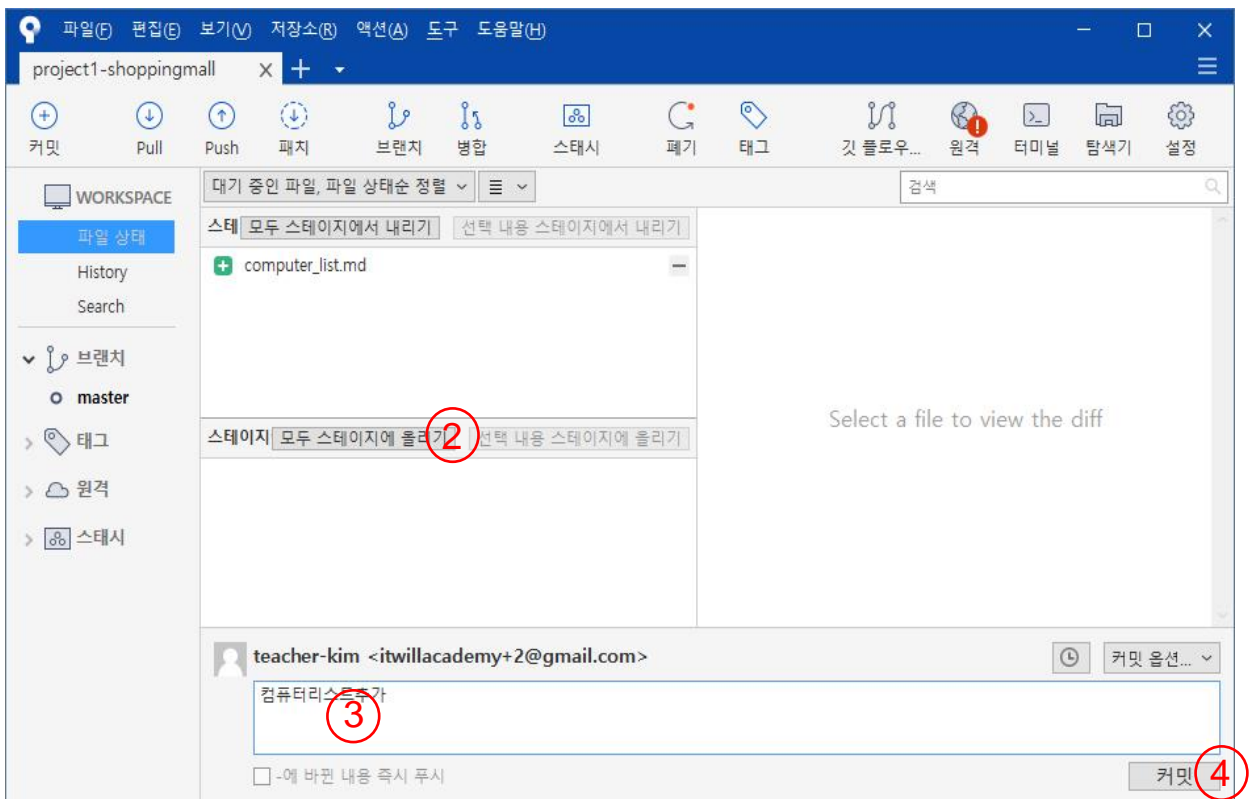 파일(F) 편집(E) 보기(V) 저장소(R) 액션(A) 도구 도움말(H)
project1-shoppingmall
커밋 Pull Push 패치 브랜치 병합 스태시 폐기 태그 깃 플로우... 원격 터미널 탐색기 설정
WORKSPACE
대기 중인 파일, 파일 상태순 정렬
검색
파일 상태
스테 모두 스테이지에서 내리기 선택 내용 스테이지에서 내리기
History
computer_list.md
Search
브랜치
master
Select a file to view the diff
태그
스테이지 모두 스테이지에 올리기 ② 선택 내용 스테이지에 올리기
원격
스태시
teacher-kim <itwillacademy+2@gmail.com>
커밋 옵션...
컴퓨터리스트추가
③
-에 바뀐 내용 즉시 푸시
커밋 ④